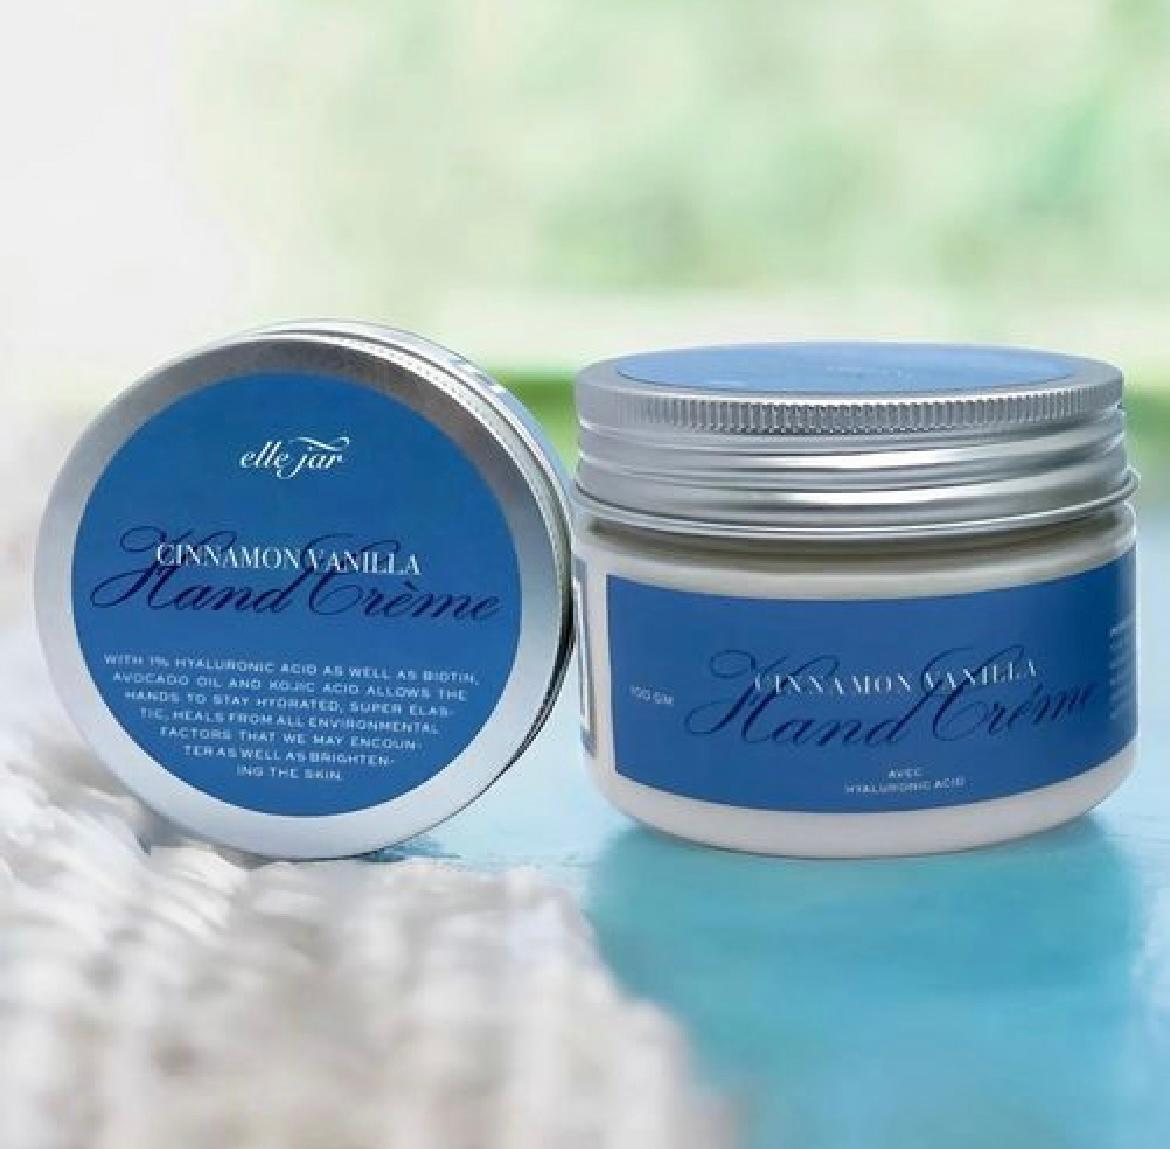 elle jar
CINNAMON VANILLA
Hand Crème
WITH 1% HYALURONIC ACID AS WELL AS BIOTIN,
AVOCADO OIL AND KOJIC ACID ALLOWS THE
HANDS TO STAY HYDRATED, SUPER ELAS-
TIC, HEALS FROM ALL ENVIRONMENTAL
FACTORS THAT WE MAY ENCOUN-
TER AS WELL AS BRIGHTEN-
ING THE SKIN.
100 GM
CINNAMON VANILLA
Hand Créme
AVEC
HYALURONIC ACID